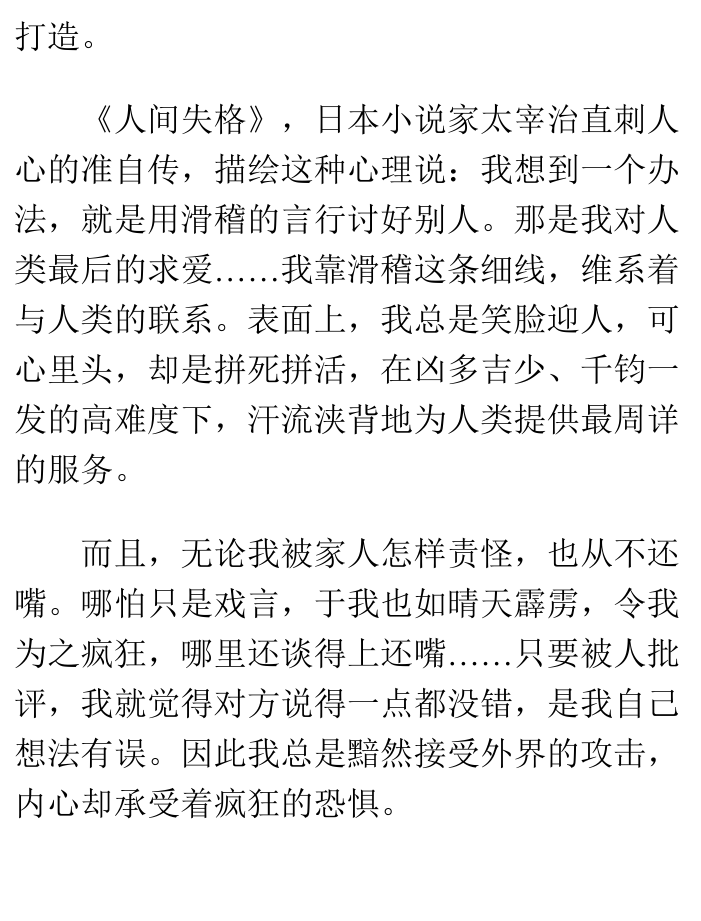 打造。
《人间失格》，日本小说家太宰治直刺人
心的准自传，描绘这种心理说：我想到一个办
法，就是用滑稽的言行讨好别人。那是我对人
类最后的求爱……我靠滑稽这条细线，维系着
与人类的联系。表面上，我总是笑脸迎人，可
心里头，却是拼死拼活，在凶多吉少、千钧一
发的高难度下，汗流浃背地为人类提供最周详
的服务。
而且，无论我被家人怎样责怪，也从不还
嘴。哪怕只是戏言，于我也如晴天霹雳，令我
为之疯狂，哪里还谈得上还嘴……只要被人批
评，我就觉得对方说得一点都没错，是我自己
想法有误。因此我总是黯然接受外界的攻击，
内心却承受着疯狂的恐惧。